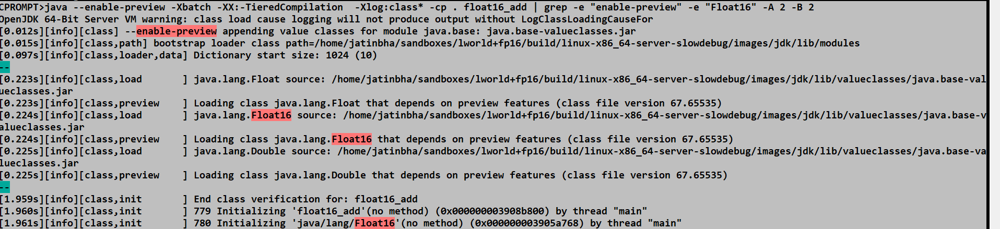 CPROMPT>java --enable-preview -Xbatch -XX:-TieredCompilation  -Xlog:class* -cp . float16_add | grep -e "enable-preview" -e "Float16" -A 2 -B 2
OpenJDK 64-Bit Server VM warning: class load cause logging will not produce output without LogClassLoadingCauseFor
[0.012s][info][class] --enable-preview appending value classes for module java.base: java.base-valueclasses.jar
[0.015s][info][class,path] bootstrap loader class path=/home/jatinbha/sandboxes/lworld+fp16/build/linux-x86_64-server-slowdebug/images/jdk/lib/modules
[0.097s][info][class,loader,data] Dictionary start size: 1024 (10)
--
[0.223s][info][class,load       ] java.lang.Float source: /home/jatinbha/sandboxes/lworld+fp16/build/linux-x86_64-server-slowdebug/images/jdk/lib/valueclasses/java.base-val
ueclasses.jar
[0.223s][info][class,preview    ] Loading class java.lang.Float that depends on preview features (class file version 67.65535)
[0.224s][info][class,load       ] java.lang.Float16 source: /home/jatinbha/sandboxes/lworld+fp16/build/linux-x86_64-server-slowdebug/images/jdk/lib/valueclasses/java.base-v
alueclasses.jar
[0.224s][info][class,preview    ] Loading class java.lang.Float16 that depends on preview features (class file version 67.65535)
[0.225s][info][class,load       ] java.lang.Double source: /home/jatinbha/sandboxes/lworld+fp16/build/linux-x86_64-server-slowdebug/images/jdk/lib/valueclasses/java.base-va
lueclasses.jar
[0.225s][info][class,preview    ] Loading class java.lang.Double that depends on preview features (class file version 67.65535)
--
[1.959s][info][class,init       ] End class verification for: float16_add
[1.960s][info][class,init       ] 779 Initializing 'float16_add'(no method) (0x000000003908b800) by thread "main"
[1.961s][info][class,init       ] 780 Initializing 'java/lang/Float16'(no method) (0x000000003905a768) by thread "main"